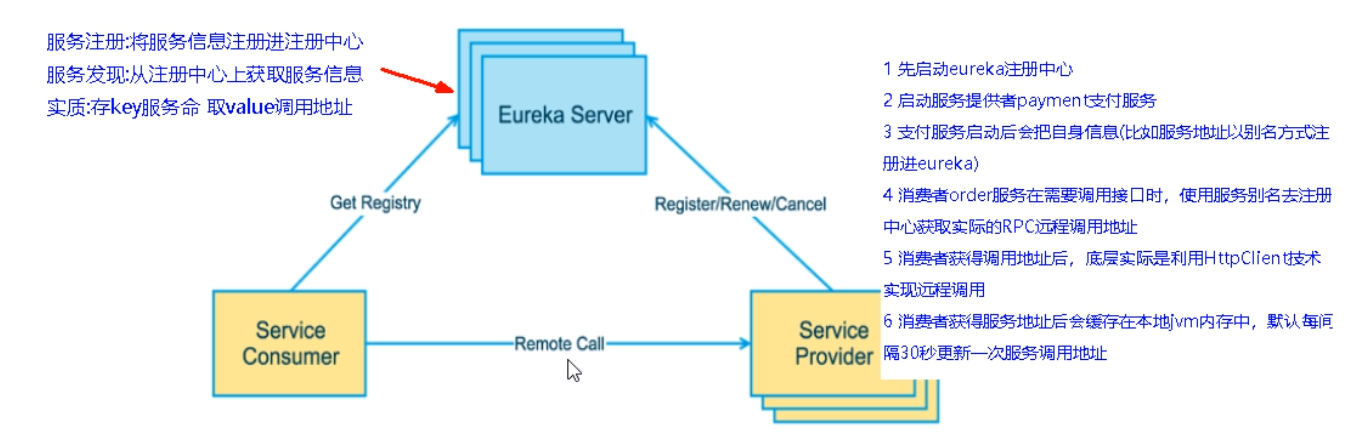 服务注册:将服务信息注册进注册中心
服务发现:从注册中心上获取服务信息
实质:存key服务命 取value调用地址
Eureka Server
Get Registry
Register/Renew/Cancel
Service
Consumer
Remote Call
Service
Provider
1 先启动eureka注册中心
2 启动服务提供者payment支付服务
3 支付服务启动后会把自身信息(比如服务地址以别名方式注
册进eureka)
4 消费者order服务在需要调用接口时，使用服务别名去注册
中心获取实际的RPC远程调用地址
5 消费者获得调用地址后，底层实际是利用HttpClient技术
实现远程调用
6 消费者获得服务地址后会缓存在本地jvm内存中，默认每间
隔30秒更新一次服务调用地址